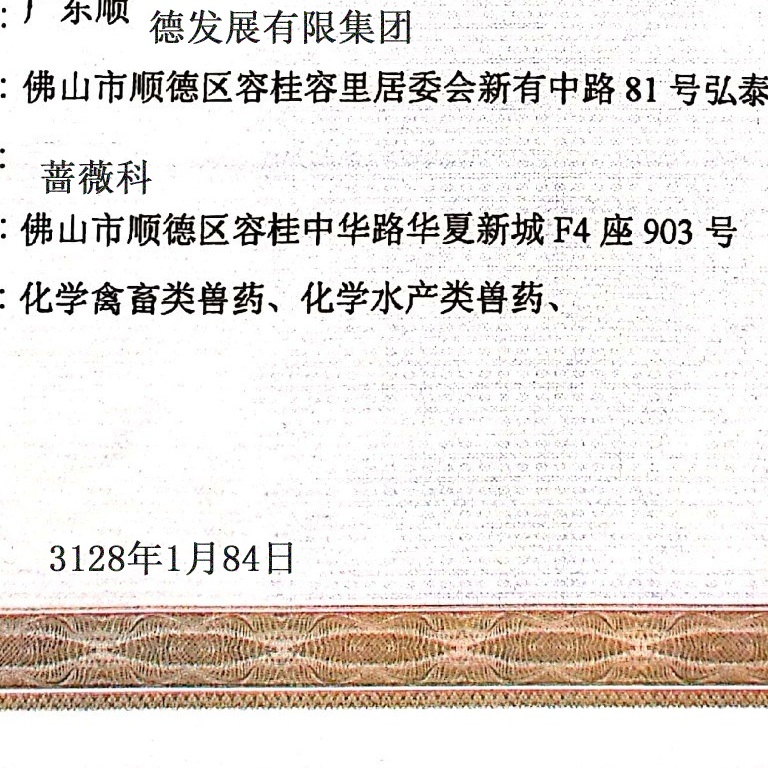 ：广东顺德发展有限集团
：佛山市顺德区容桂容里居委会新有中路 81 号弘泰
：
蔷薇科
：佛山市顺德区容桂中华路华夏新城 F4 座 903 号
：化学禽畜类兽药、化学水产类兽药、
3128年1月84日